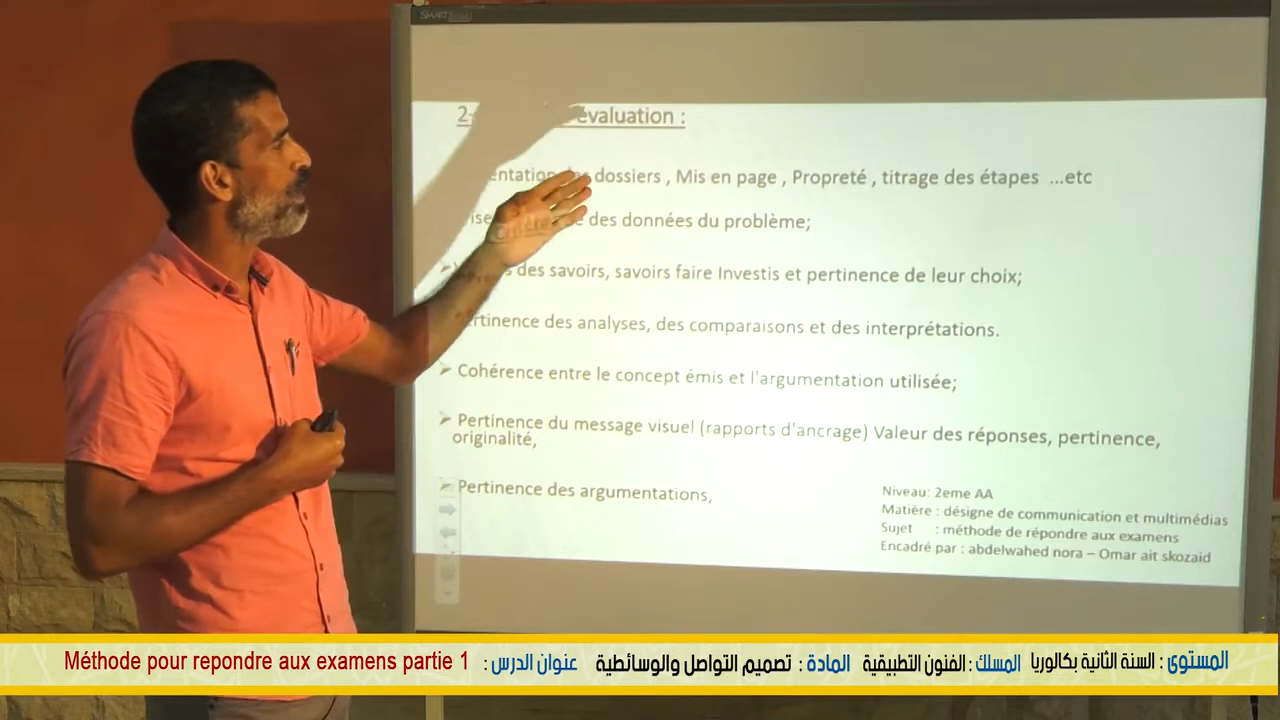 SMART
2- évaluation :
dossiers , Mis en page , Propreté , titrage des étapes ...etc
des données du problème;
des savoirs, savoirs faire Investis et pertinence de leur choix;
des analyses, des comparaisons et des interprétations.
➤ Cohérence entre le concept émis et l'argumentation utilisée;
➤ Pertinence du message visuel (rapports d'ancrage) Valeur des réponses, pertinence,
originalité,
➤ Pertinence des argumentations,
Niveau: 2eme AA
Matière : désigne de communication et multimédias
Sujet : méthode de répondre aux examens
Encadré par : abdelwahed nora – Omar ait skozaid
المستوى : السنة الثانية بكالوريا المسلك : الفنون التطبيقية المادة : تصميم التواصل والوسائطية عنوان الدرس : Méthode pour repondre aux examens partie 1